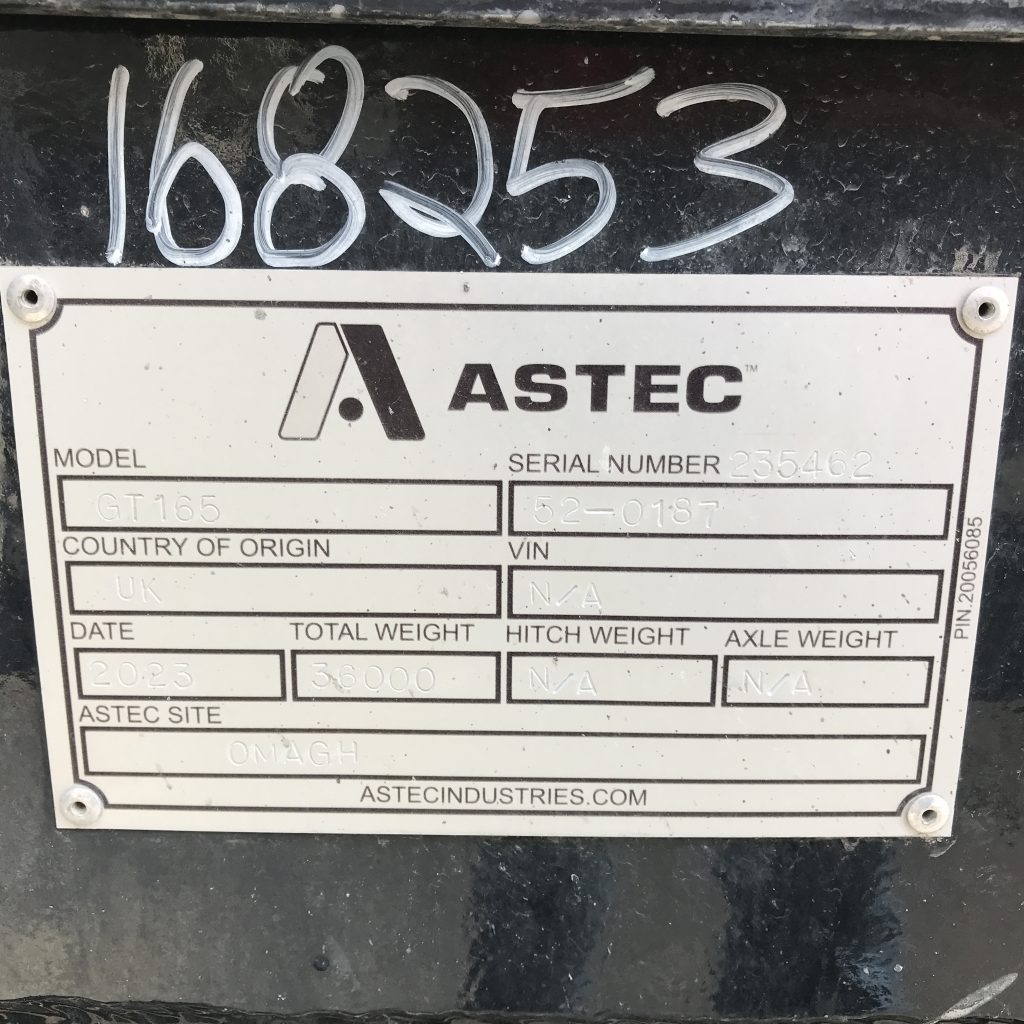 168253
ASTEC™
MODEL
SERIAL NUMBER 235462
GT165
52-0187
COUNTRY OF ORIGIN
VIN
UK
N/A
DATE
TOTAL WEIGHT
HITCH WEIGHT
AXLE WEIGHT
2023
36000
N/A
N/A
ASTEC SITE
OMAGH
ASTECINDUSTRIES.COM
PIN.20056085